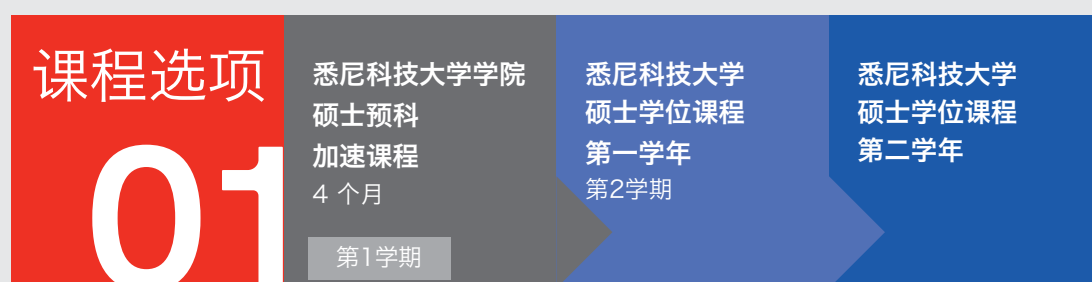 课程选项
01
悉尼科技大学学院
硕士预科
加速课程
4 个月
第1学期
悉尼科技大学
硕士学位课程
第一学年
第2学期
悉尼科技大学
硕士学位课程
第二学年